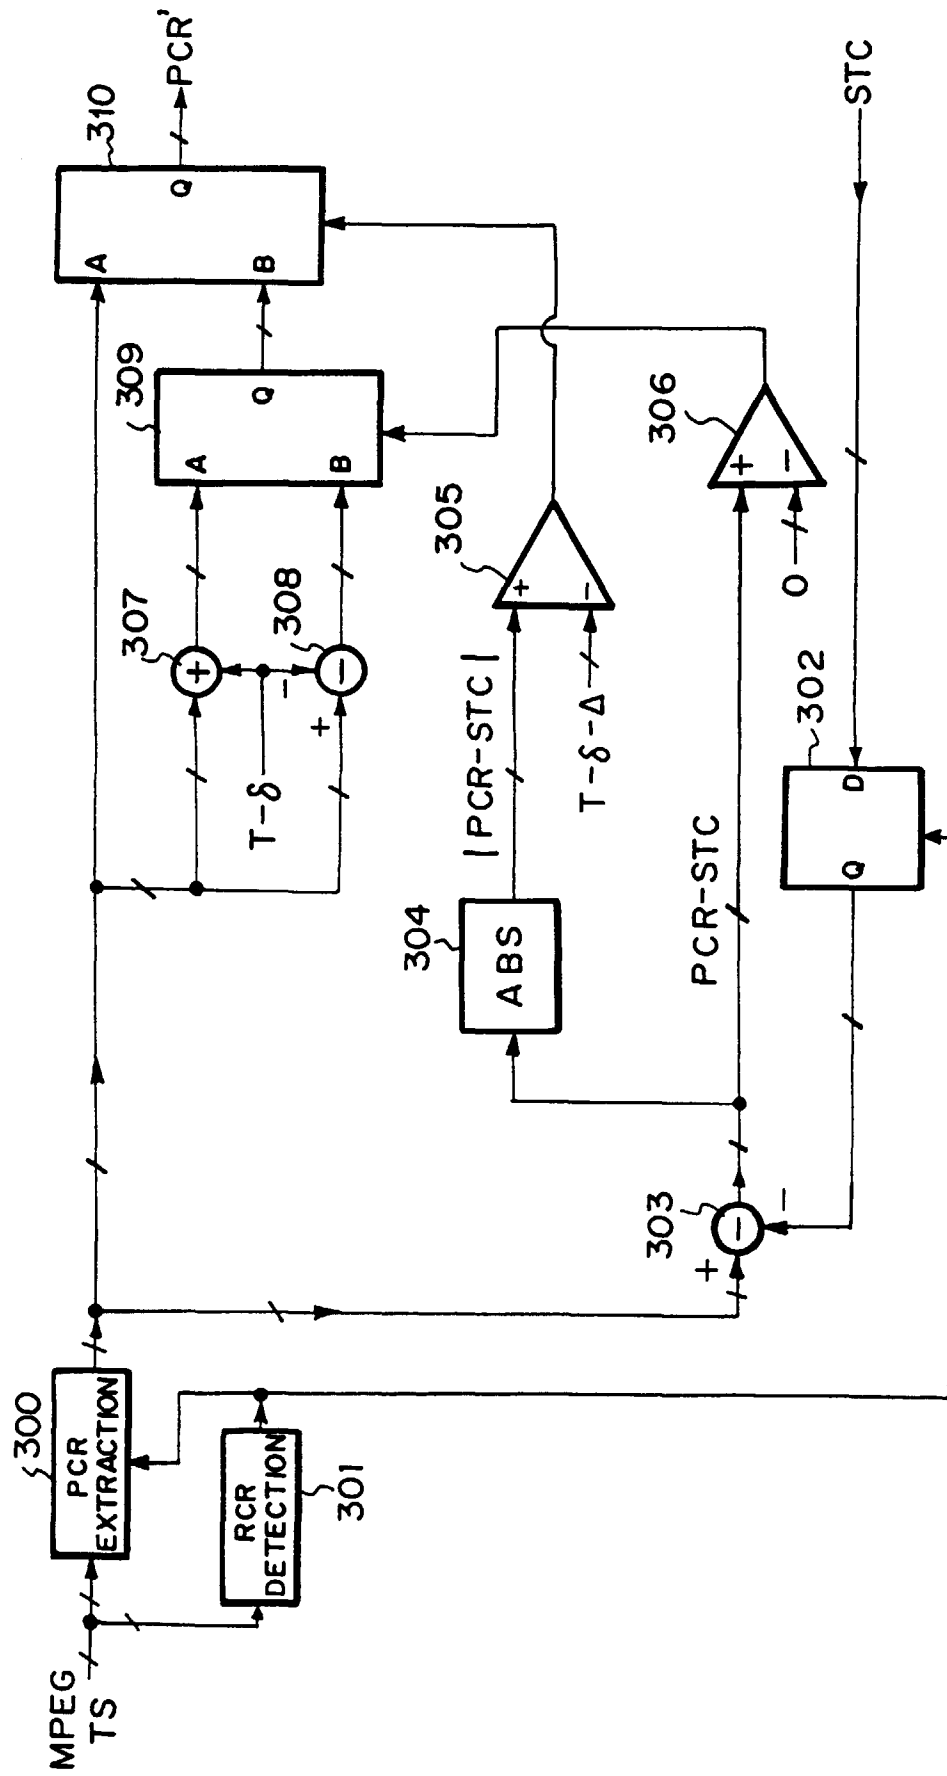 MPEG
TS
300
PCR
EXTRACTION
RCR
DETECTION
301
303
+
−
−
304
ABS
|PCR-STC|
PCR-STC
T-δ
307
+
308
−
+
−
T-δ-Δ
305
+
−
306
+
−
0
302
Q
D
STC
309
A
B
Q
310
A
B
Q
PCR'